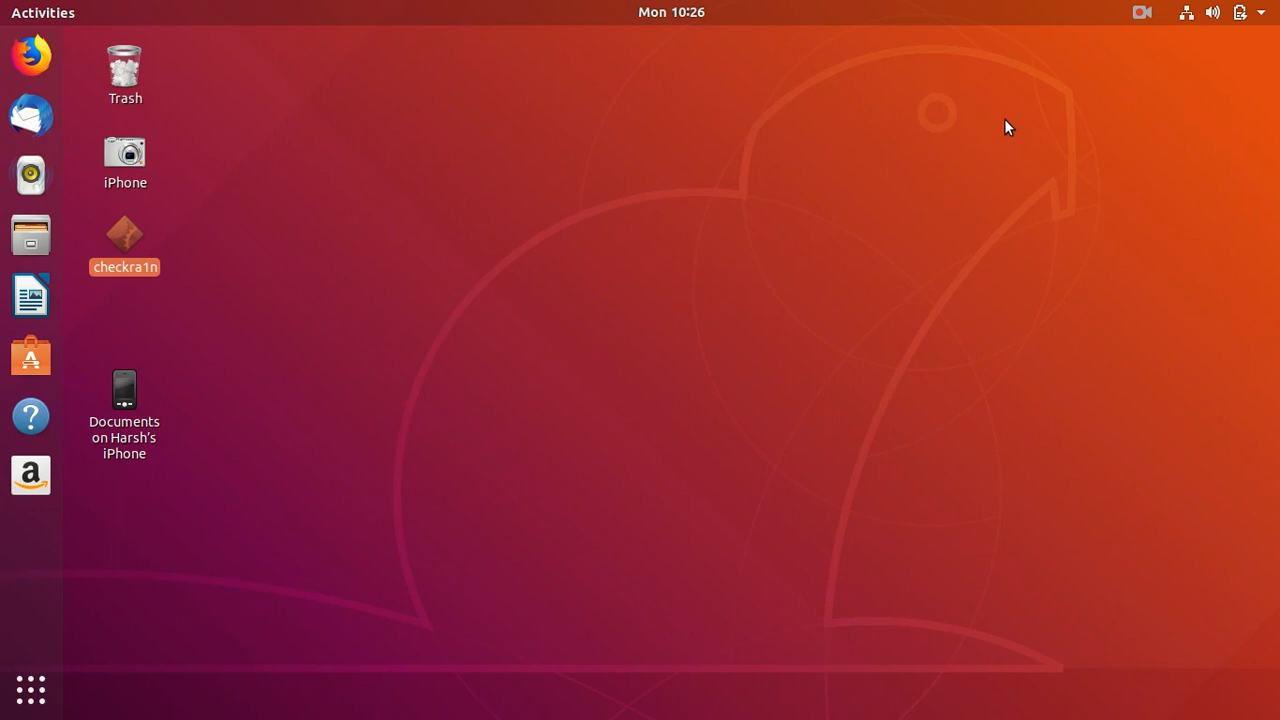 Activities
Mon 10:26
Trash
iPhone
checkra1n
Documents
on Harsh's
iPhone